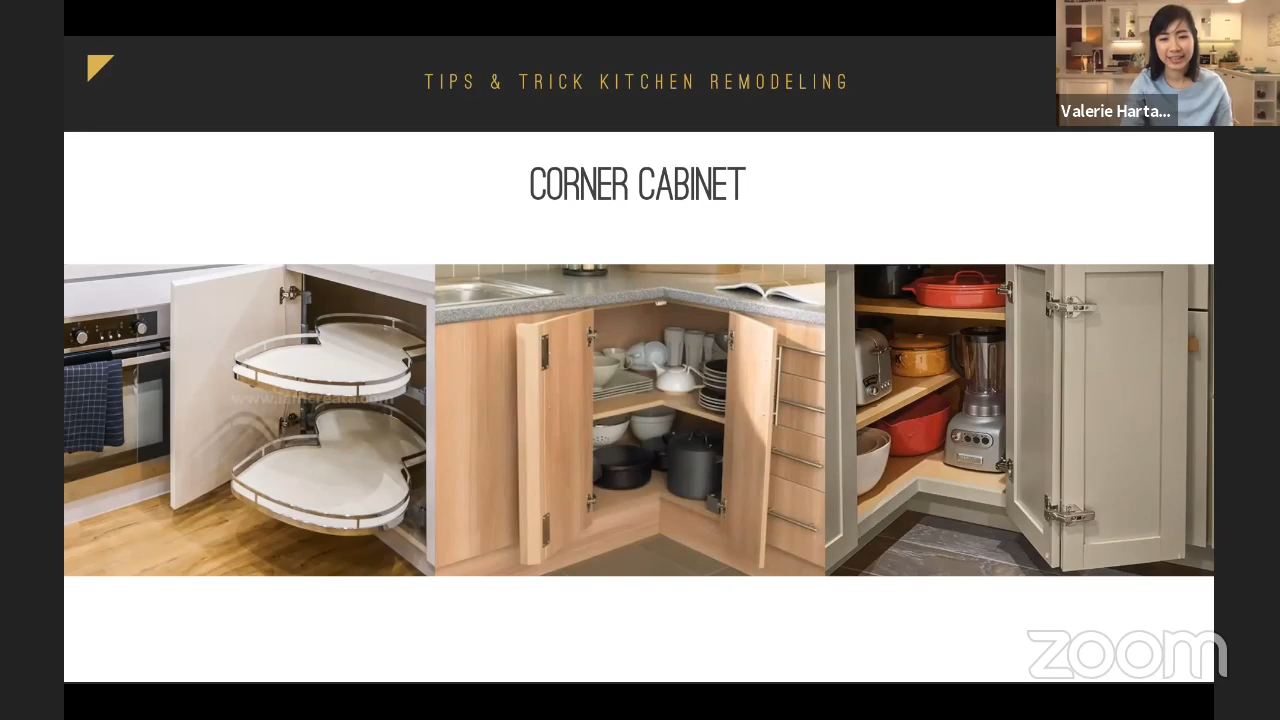 TIPS & TRICK KITCHEN REMODELING
Valerie Harta...
CORNER CABINET
zoom